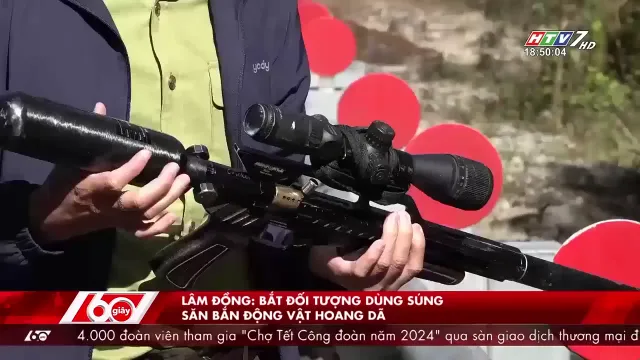 yody
HTV7 HD
18:50:04
60 giây
LÂM ĐỒNG: BẮT ĐỐI TƯỢNG DÙNG SÚNG
SĂN BẮN ĐỘNG VẬT HOANG DÃ
60 4.000 đoàn viên tham gia "Chợ Tết Công đoàn năm 2024" qua sàn giao dịch thương mại đ